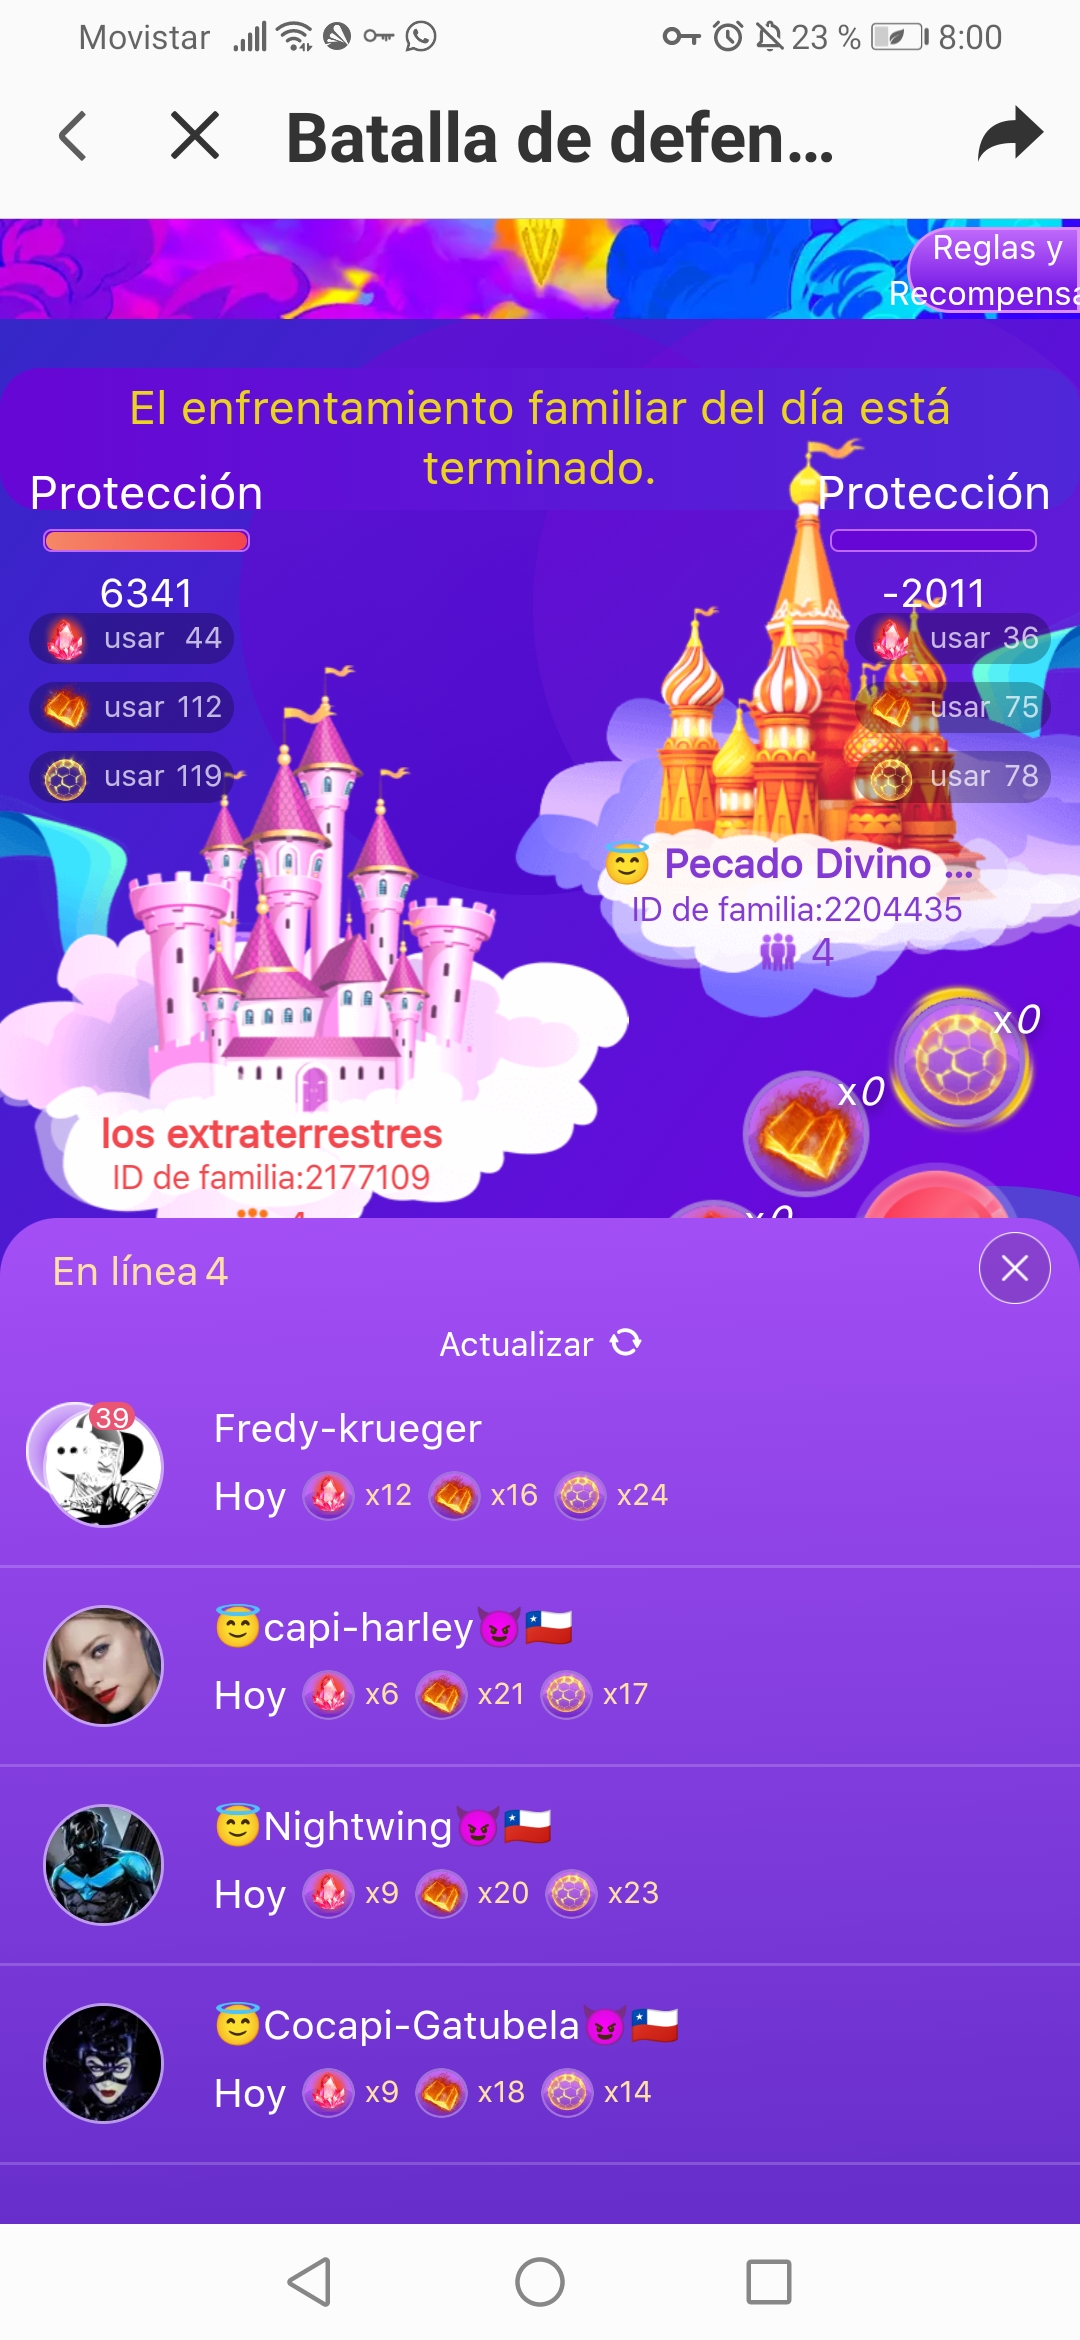 Movistar 23 % 8:00
Batalla de defen...
Reglas y
Recompensa
El enfrentamiento familiar del día está
terminado.
Protección
Protección
6341
-2011
usar 44
usar 36
usar 112
usar 75
usar 119
usar 78
😇 Pecado Divino ...
ID de familia:2204435
4
x0
x0
los extraterrestres
ID de familia:2177109
x0
En línea 4
Actualizar
39
Fredy-krueger
Hoy x12 x16 x24
😇capi-harley😈🇨🇱
Hoy x6 x21 x17
😇Nightwing😈🇨🇱
Hoy x9 x20 x23
😇Cocapi-Gatubela😈🇨🇱
Hoy x9 x18 x14